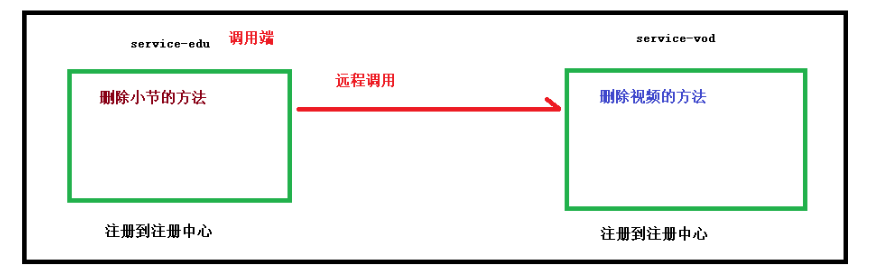 service-edu 调用端
service-vod
远程调用
删除小节的方法
删除视频的方法
注册到注册中心
注册到注册中心